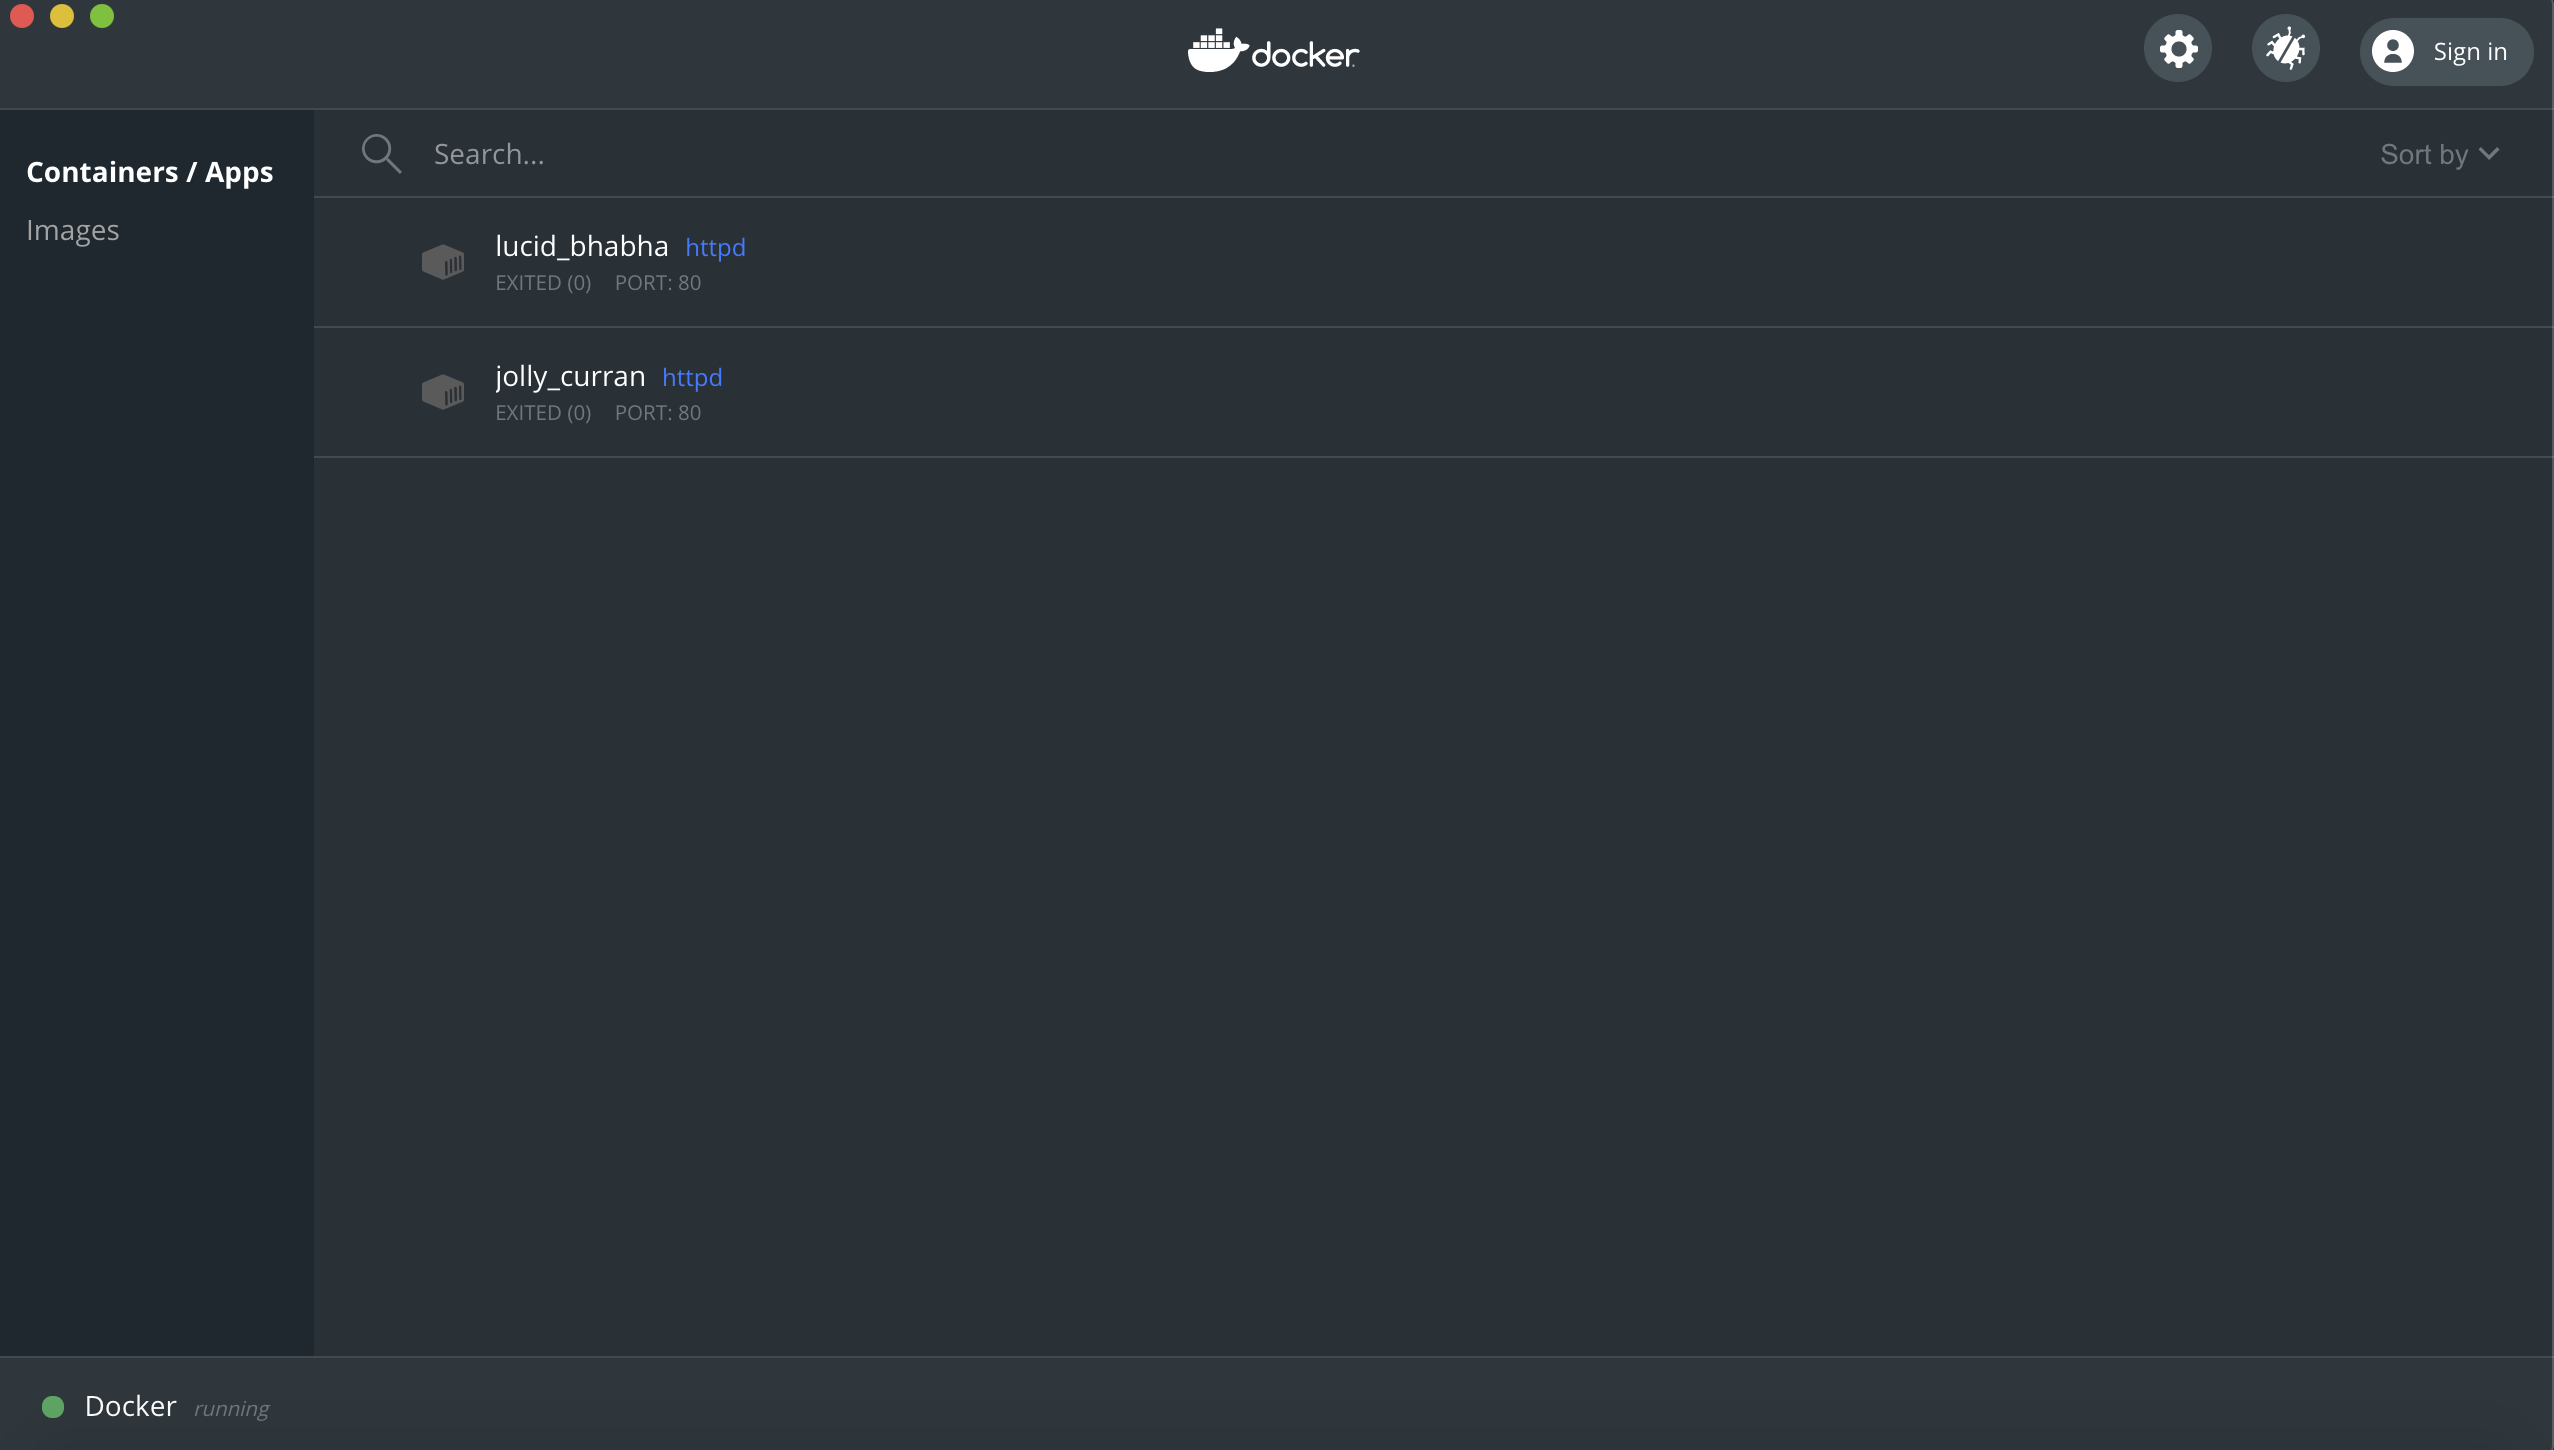 docker
Sign in
Containers / Apps
Images
Search...
Sort by
lucid_bhabha httpd
EXITED (0) PORT: 80
jolly_curran httpd
EXITED (0) PORT: 80
Docker running